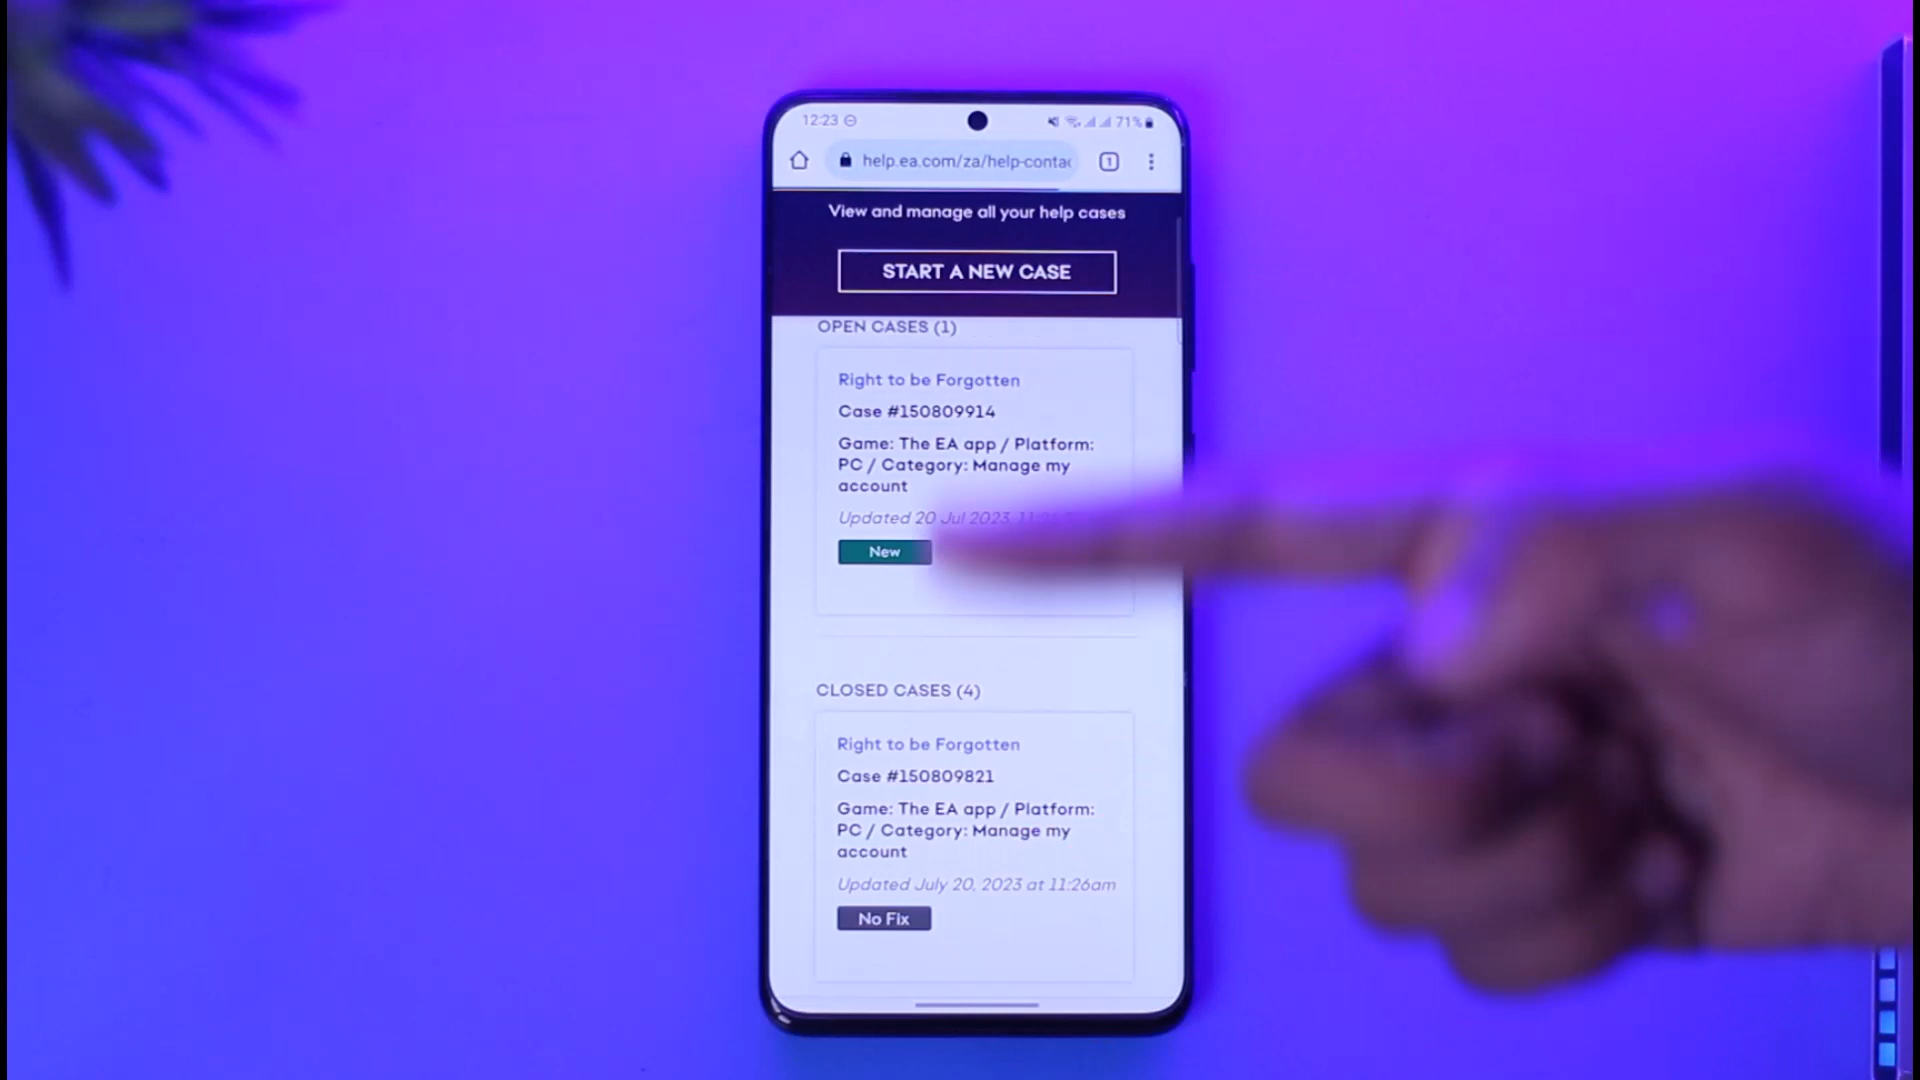 12:23
71%
help.ea.com/za/help-contac
1
View and manage all your help cases
START A NEW CASE
OPEN CASES (1)
Right to be Forgotten
Case #150809914
Game: The EA app / Platform:
PC / Category: Manage my
account
Updated 20 Jul 2023,
New
CLOSED CASES (4)
Right to be Forgotten
Case #150809821
Game: The EA app / Platform:
PC / Category: Manage my
account
Updated July 20, 2023 at 11:26am
No Fix